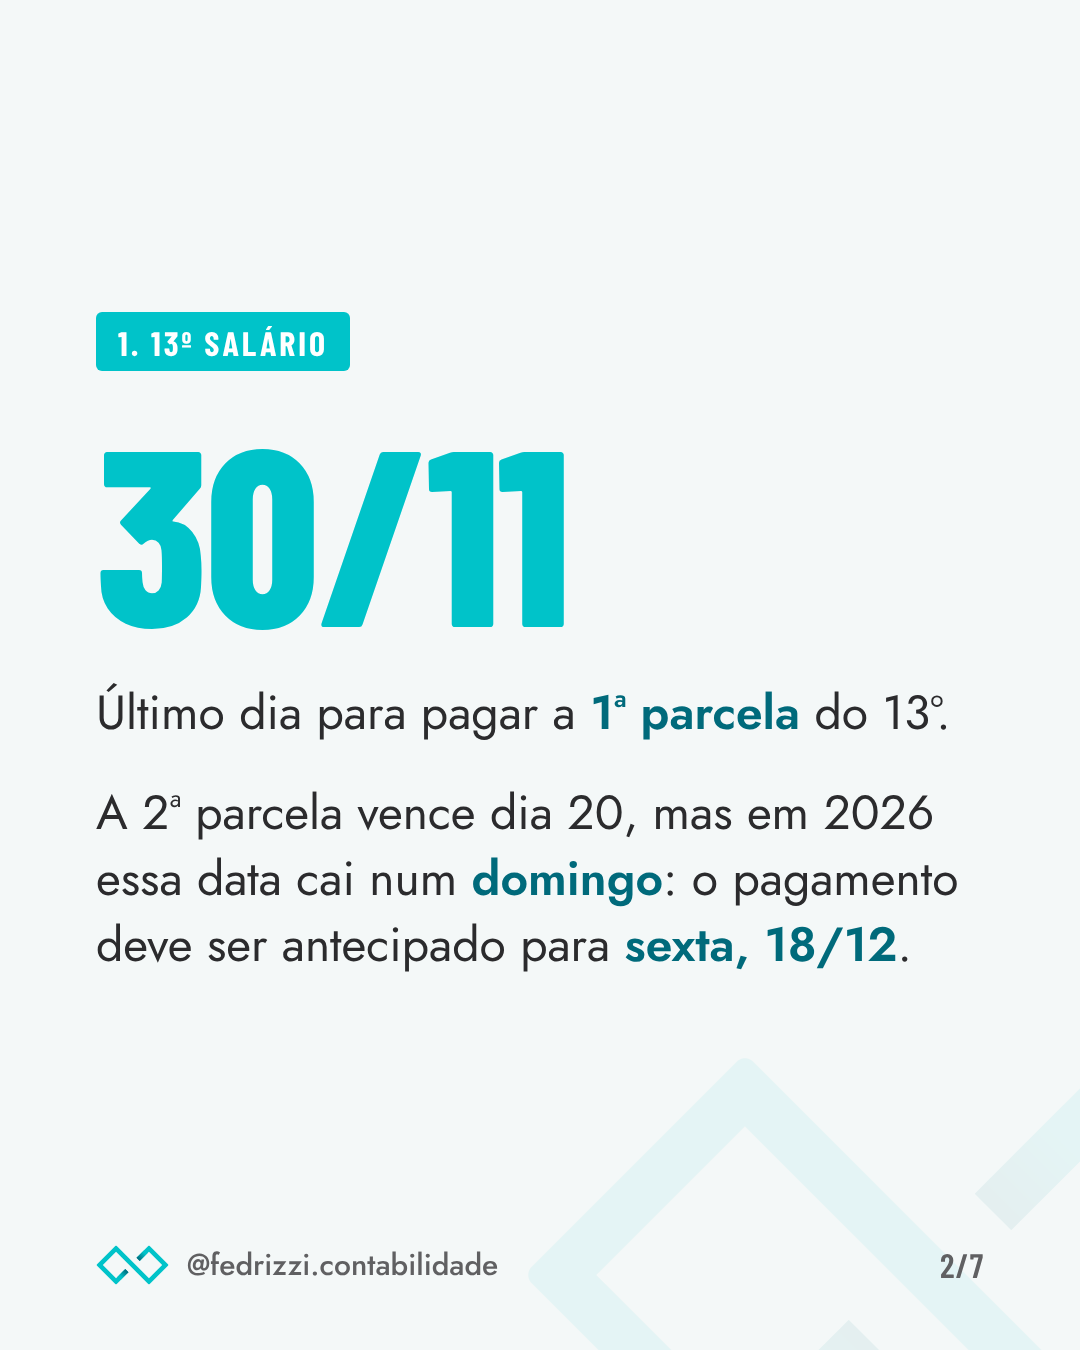 1. 13º SALÁRIO
30/11
Último dia para pagar a 1ª parcela do 13º.
A 2ª parcela vence dia 20, mas em 2026
essa data cai num domingo: o pagamento
deve ser antecipado para sexta, 18/12.
@fedrizzi.contabilidade
2/7